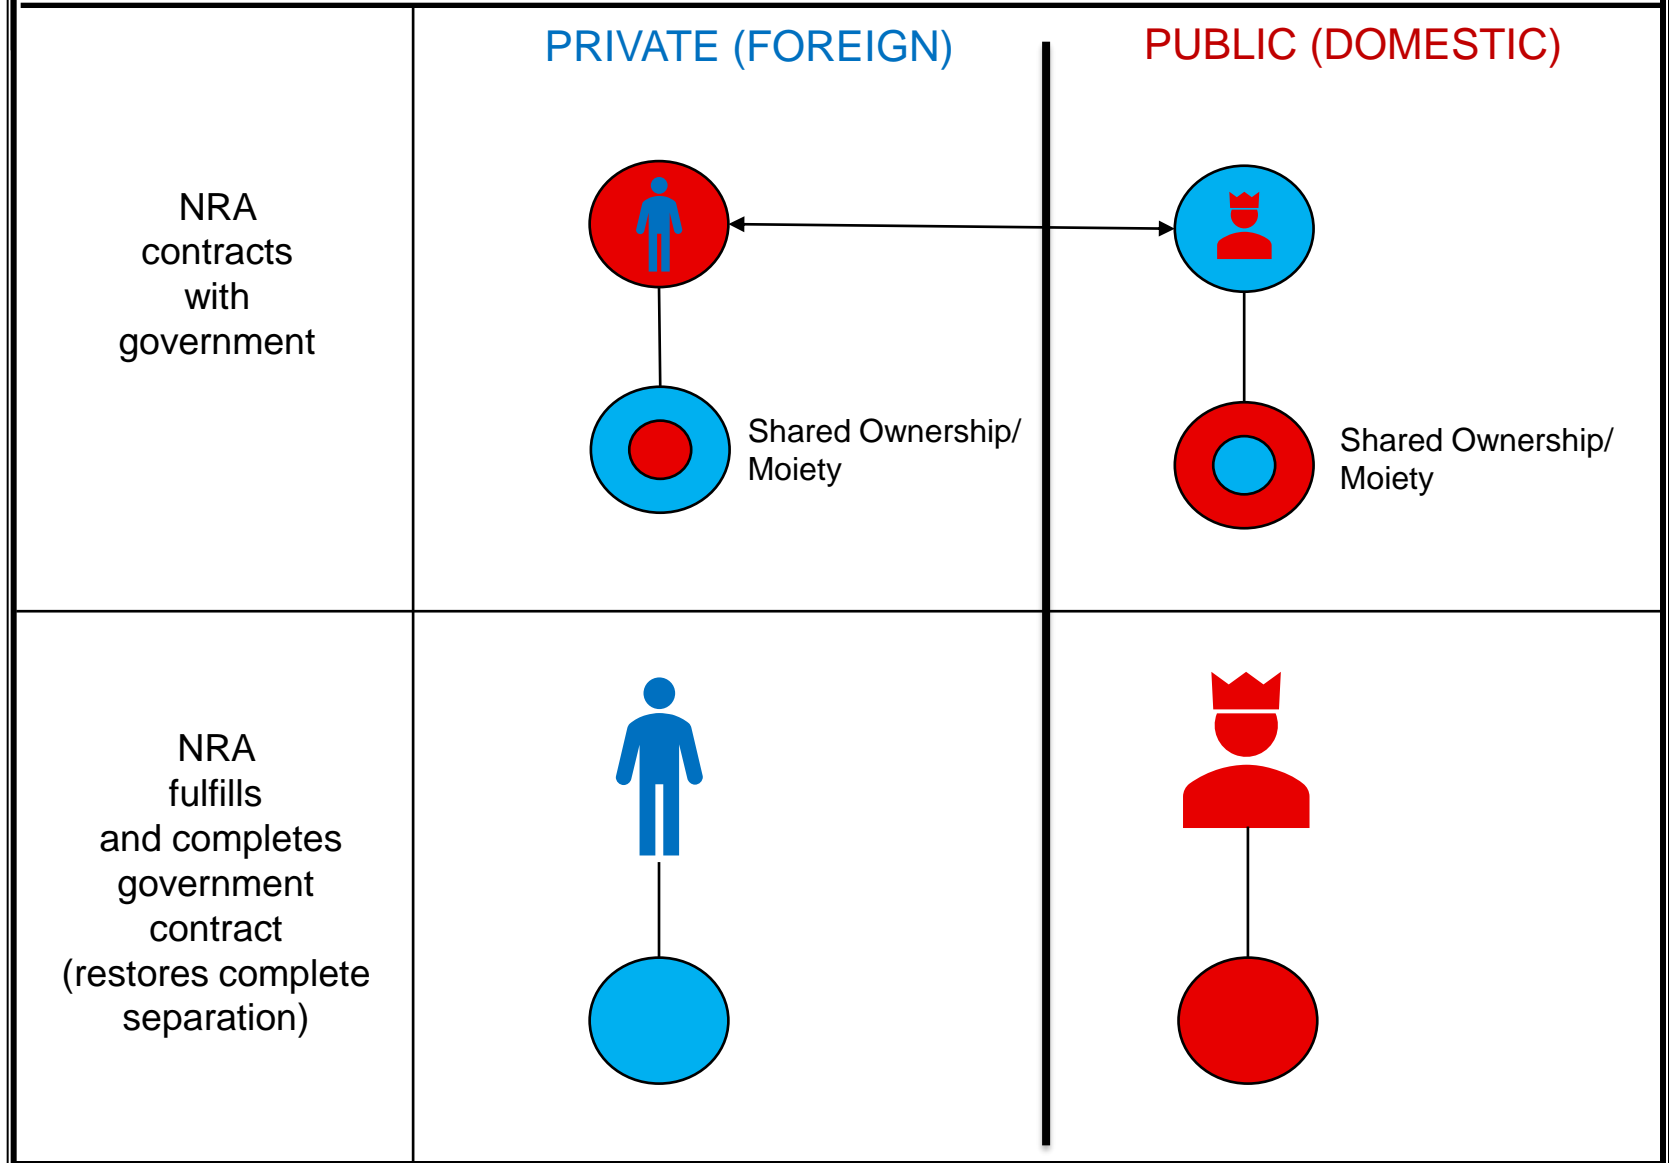 PRIVATE (FOREIGN)
PUBLIC (DOMESTIC)
NRA
contracts
with
government
Shared Ownership/
Moiety
Shared Ownership/
Moiety
NRA
fulfills
and completes
government
contract
(restores complete
separation)